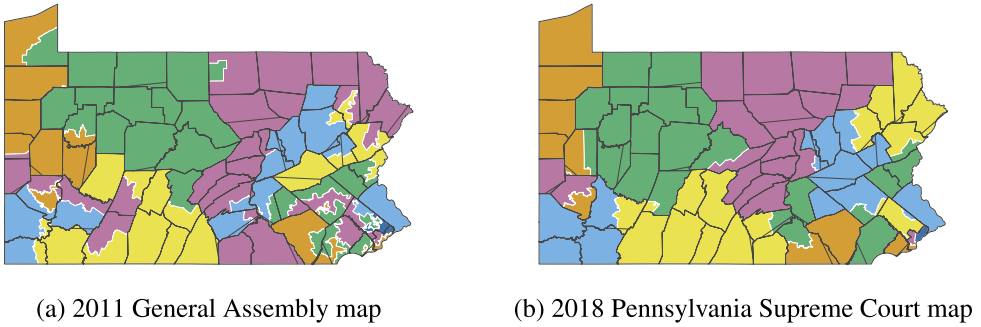 (a) 2011 General Assembly map
(b) 2018 Pennsylvania Supreme Court map